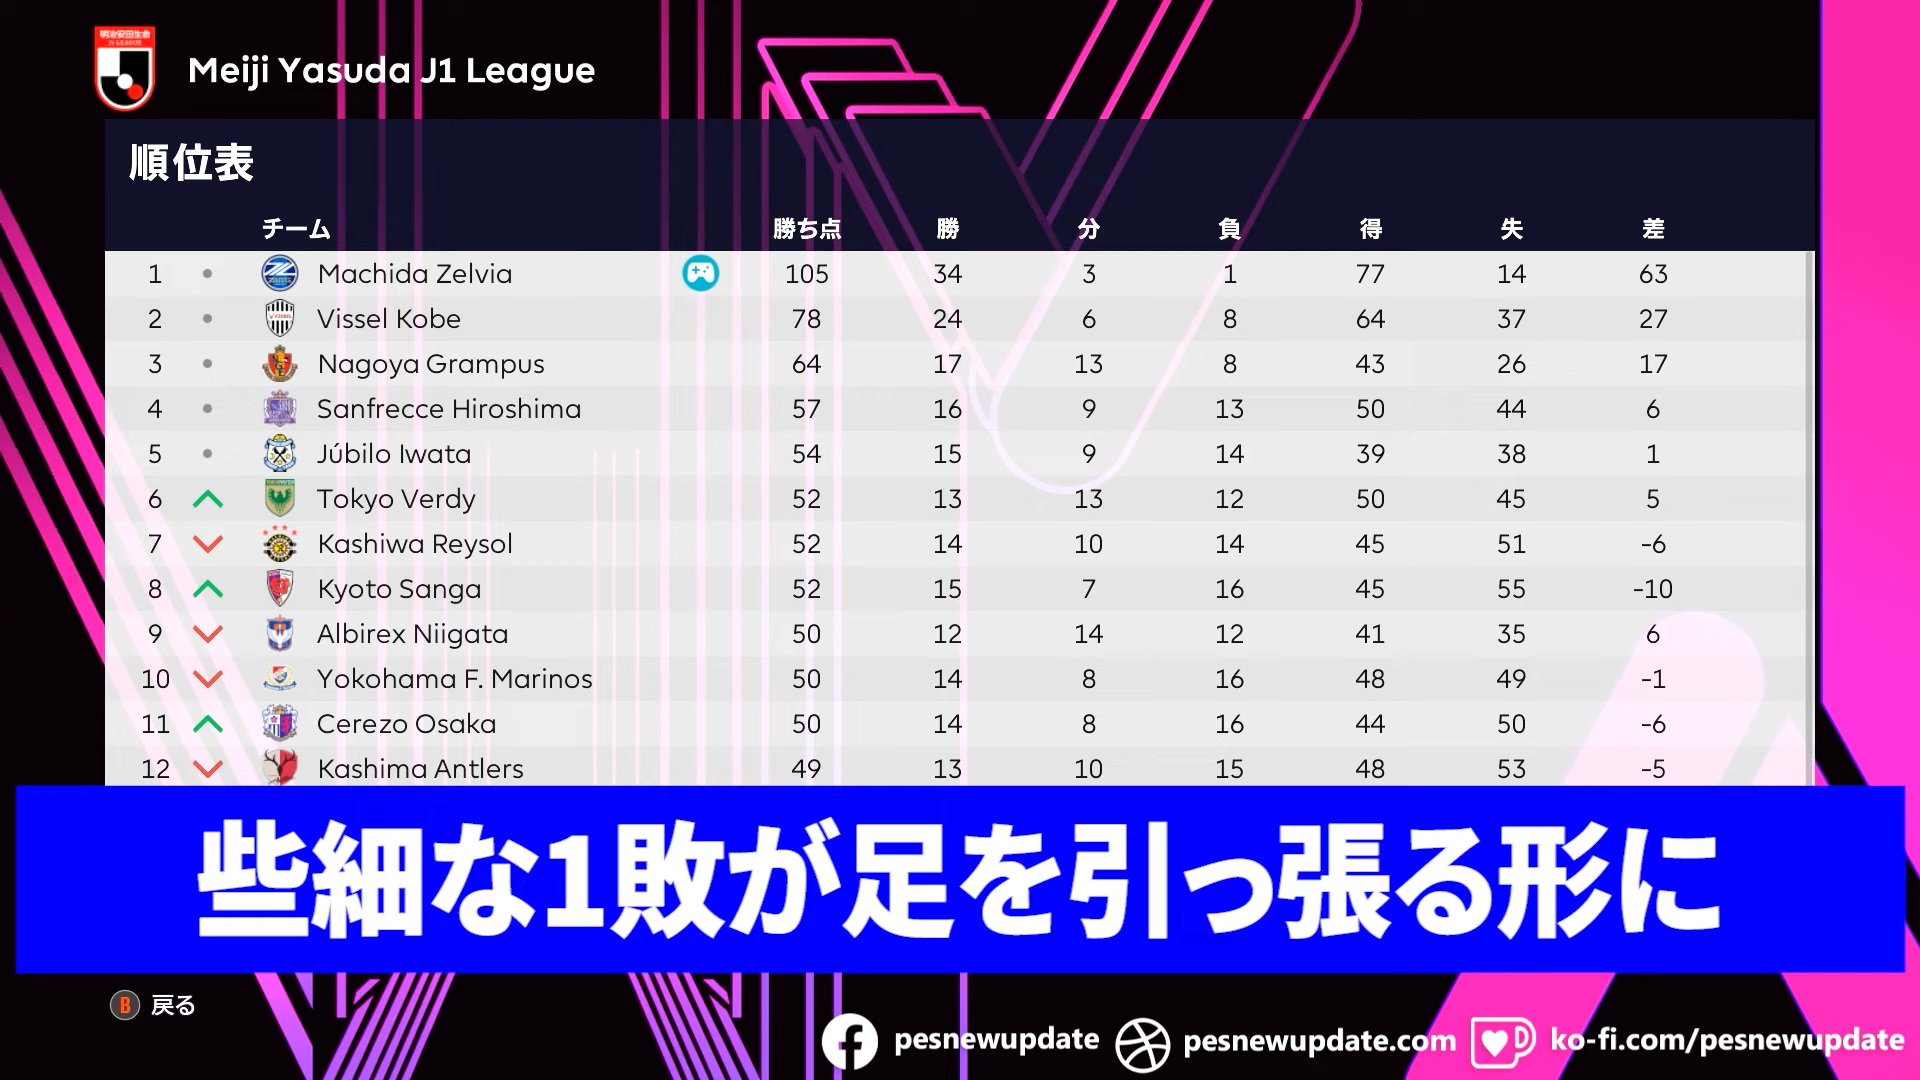 明治安田生命
J1 LEAGUE
Meiji Yasuda J1 League
順位表
チーム 勝ち点 勝 分 負 得 失 差
1 Machida Zelvia 105 34 3 1 77 14 63
2 Vissel Kobe 78 24 6 8 64 37 27
3 Nagoya Grampus 64 17 13 8 43 26 17
4 Sanfrecce Hiroshima 57 16 9 13 50 44 6
5 Júbilo Iwata 54 15 9 14 39 38 1
6 Tokyo Verdy 52 13 13 12 50 45 5
7 Kashiwa Reysol 52 14 10 14 45 51 -6
8 Kyoto Sanga 52 15 7 16 45 55 -10
9 Albirex Niigata 50 12 14 12 41 35 6
10 Yokohama F. Marinos 50 14 8 16 48 49 -1
11 Cerezo Osaka 50 14 8 16 44 50 -6
12 Kashima Antlers 49 13 10 15 48 53 -5
些細な1敗が足を引っ張る形に
B 戻る
pesnewupdate pesnewupdate.com ko-fi.com/pesnewupdate